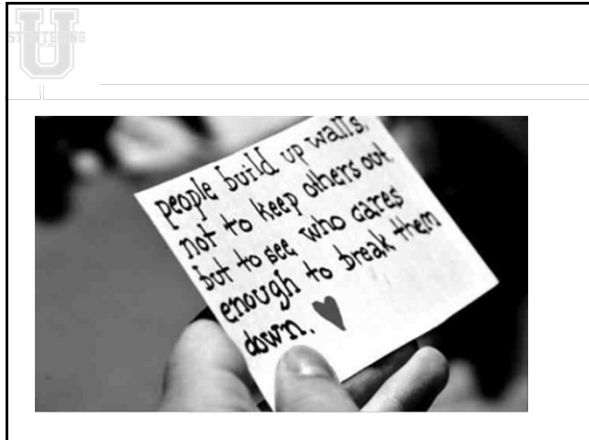 STUTTERING
U
people build up walls,
not to keep others out
but to see who cares
enough to break them
down.